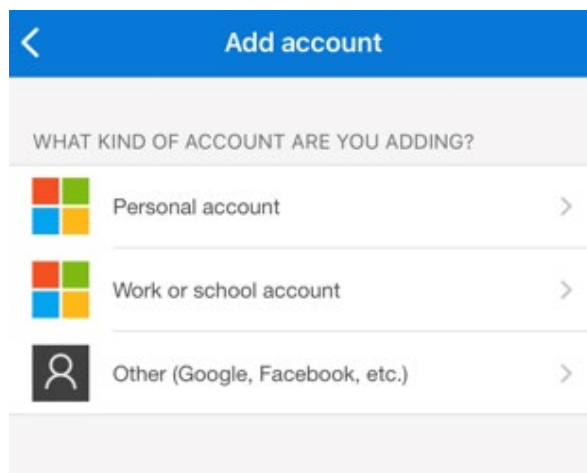 Add account
WHAT KIND OF ACCOUNT ARE YOU ADDING?
Personal account
Work or school account
Other (Google, Facebook, etc.)